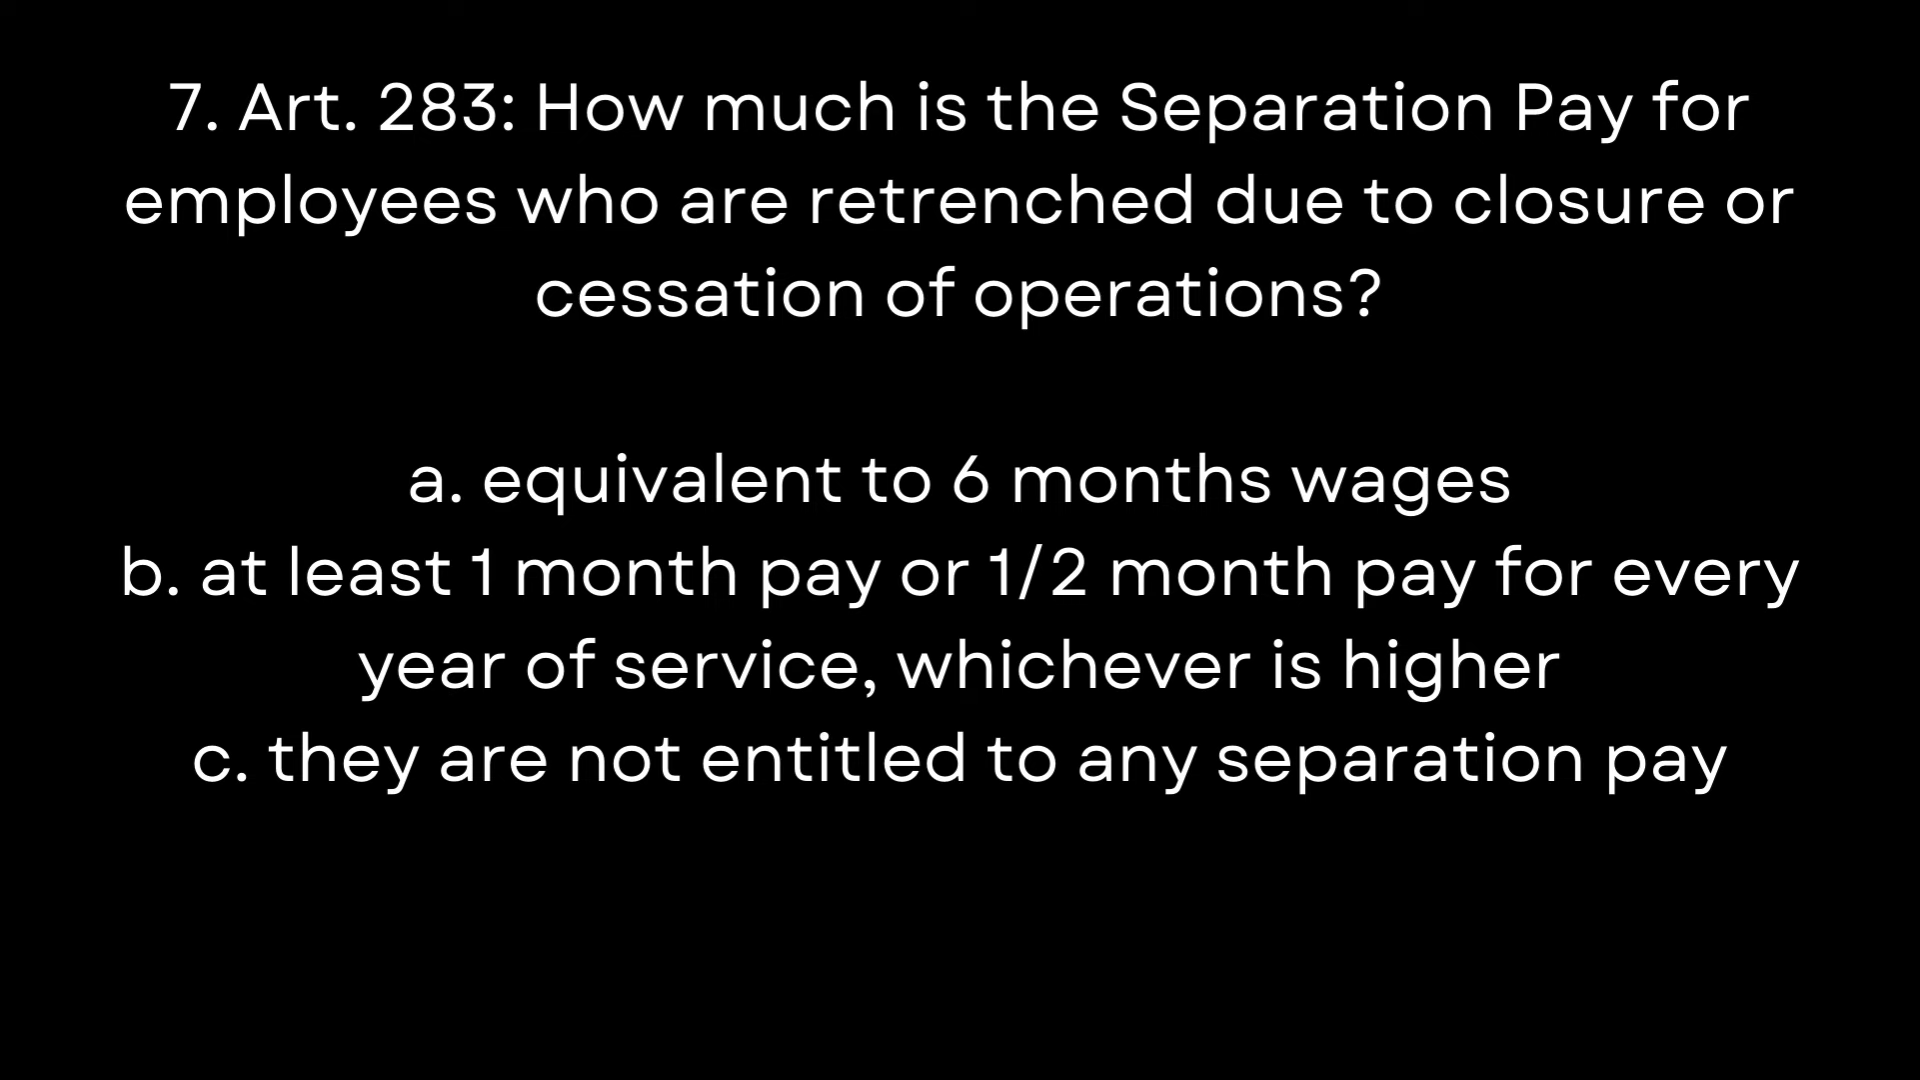 7. Art. 283: How much is the Separation Pay for
employees who are retrenched due to closure or
cessation of operations?
a. equivalent to 6 months wages
b. at least 1 month pay or 1/2 month pay for every
year of service, whichever is higher
c. they are not entitled to any separation pay